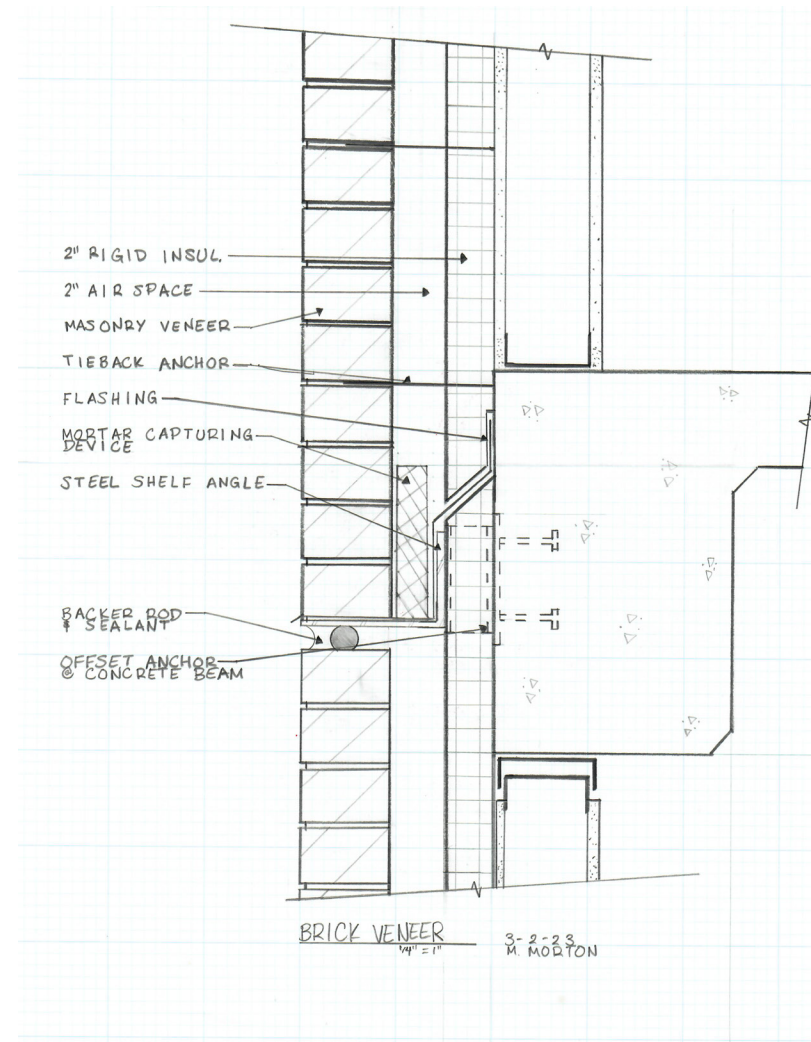 2" RIGID INSUL.
2" AIR SPACE
MASONRY VENEER
TIEBACK ANCHOR
FLASHING
MORTAR CAPTURING
DEVICE
STEEL SHELF ANGLE
BACKER ROD
& SEALANT
OFFSET ANCHOR
@ CONCRETE BEAM
BRICK VENEER
1/4" = 1"
3-2-23
M. MORTON